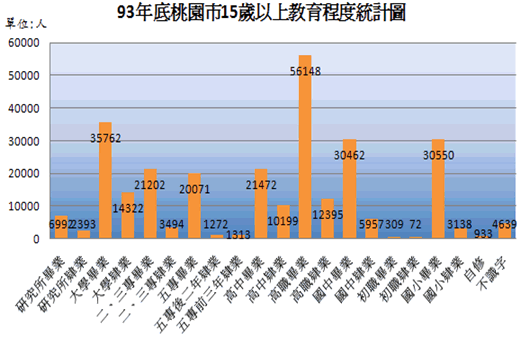 93年底桃園市15歲以上教育程度統計圖
單位:人
60000
50000
40000
30000
20000
10000
0
6992
2393
35762
14322
21202
3494
20071
1272
1313
21472
10199
56148
12395
30462
5957
309
72
30550
3138
933
4639
研究所畢業
研究所肄業
大學畢業
大學肄業
二、三專畢業
二、三專肄業
五專畢業
五專後二年肄業
五專前三年肄業
高中畢業
高中肄業
高職畢業
高職肄業
國中畢業
國中肄業
初職畢業
初職肄業
國小畢業
國小肄業
自修
不識字